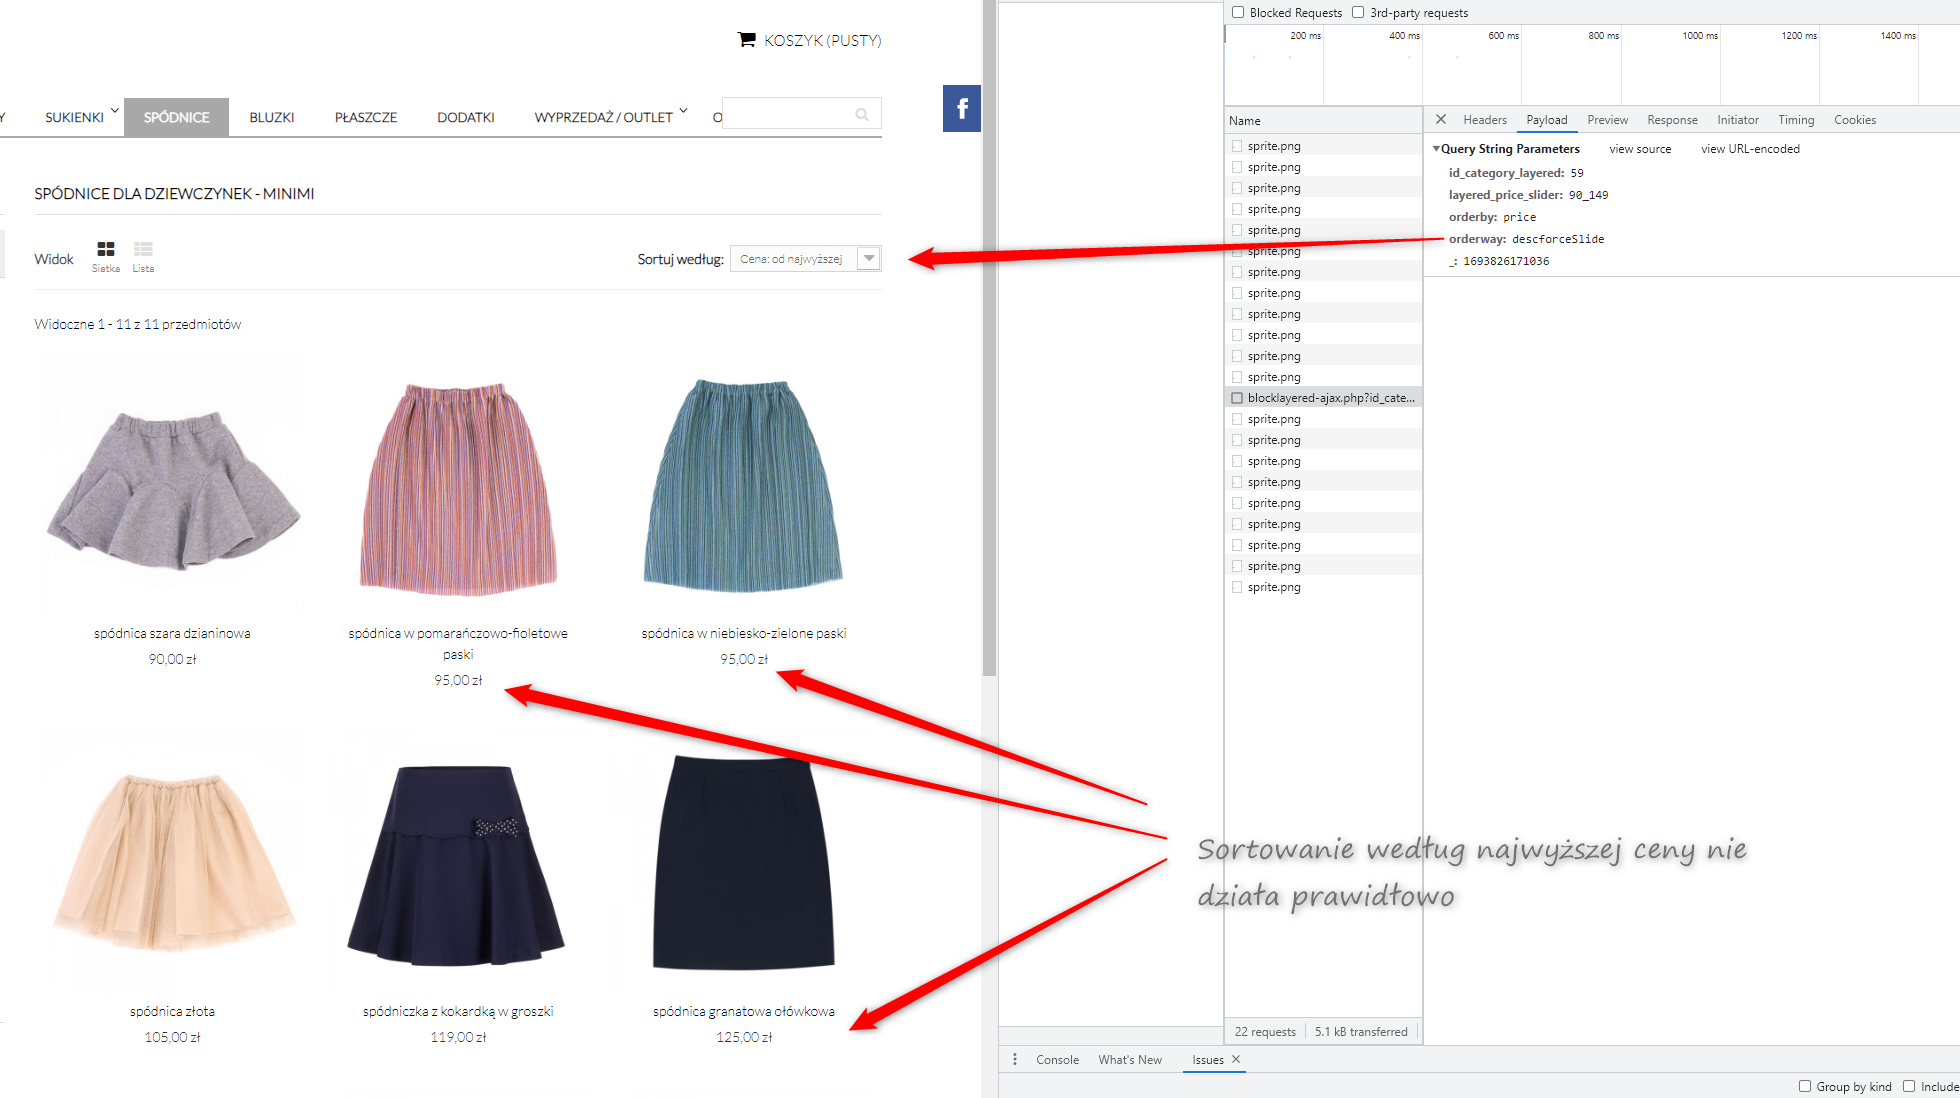 KOSZYK (PUSTY)
Y
SUKIENKI
SPÓDNICE
BLUZKI
PŁASZCZE
DODATKI
WYPRZEDAŻ / OUTLET
O
f
SPÓDNICE DLA DZIEWCZYNEK - MINIMI
Widok
Siatka
Lista
Sortuj według:
Cena: od najwyższej
Widoczne 1 - 11 z 11 przedmiotów
spódnica szara dzianinowa
90,00 zł
spódnica w pomarańczowo-fioletowe
paski
95,00 zł
spódnica w niebiesko-zielone paski
95,00 zł
spódnica złota
105,00 zł
spódniczka z kokardką w groszki
119,00 zł
spódnica granatowa ołówkowa
125,00 zł
Sortowanie według najwyższej ceny nie
działa prawidłowo
Blocked Requests
3rd-party requests
200 ms
400 ms
600 ms
800 ms
1000 ms
1200 ms
1400 ms
Name
sprite.png
sprite.png
sprite.png
sprite.png
sprite.png
sprite.png
sprite.png
sprite.png
sprite.png
sprite.png
sprite.png
sprite.png
blocklayered-ajax.php?id_cate...
sprite.png
sprite.png
sprite.png
sprite.png
sprite.png
sprite.png
sprite.png
sprite.png
sprite.png
Headers
Payload
Preview
Response
Initiator
Timing
Cookies
Query String Parameters
view source
view URL-encoded
id_category_layered: 59
layered_price_slider: 90_149
orderby: price
orderway: descforceSlide
_: 1693826171036
22 requests
5.1 kB transferred
Console
What's New
Issues
Group by kind
Include